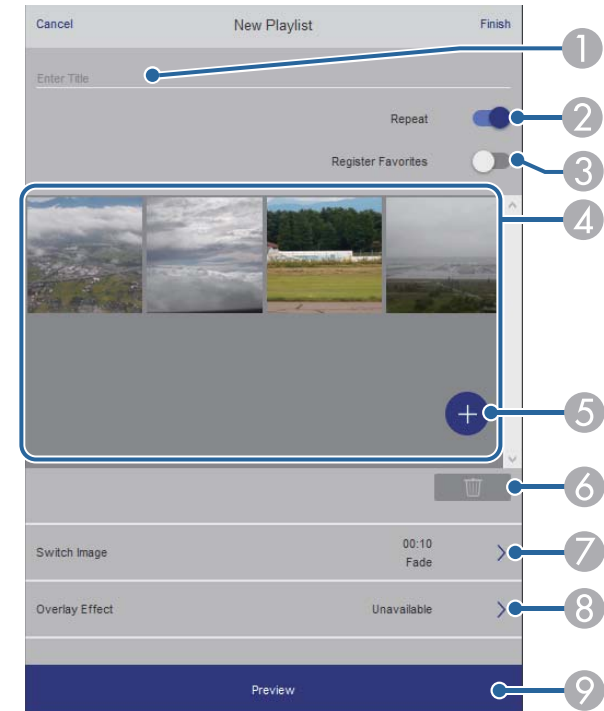 Cancel New Playlist Finish
1
Enter Title
Repeat 2
Register Favorites 3
4
5
6
Switch Image 00:10 7
Fade
Overlay Effect Unavailable 8
Preview 9